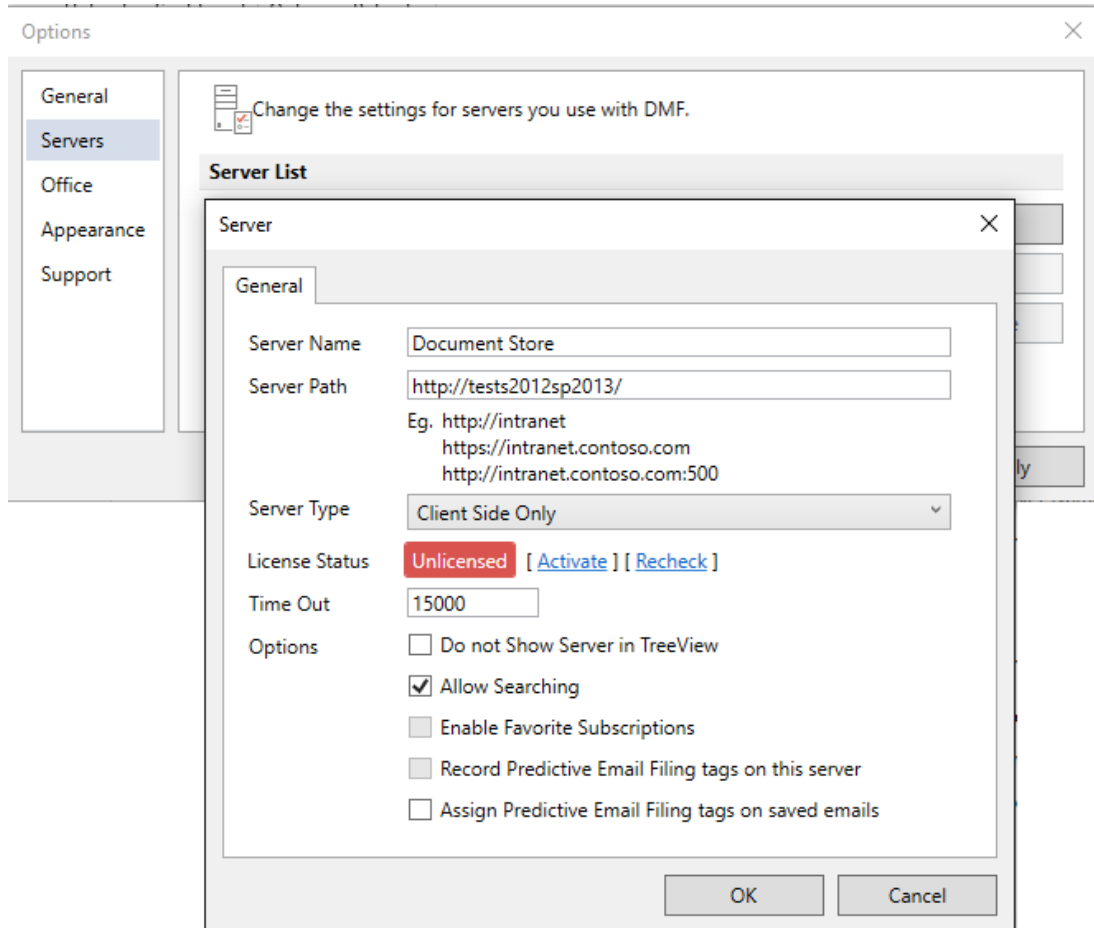 Options
General
Servers
Office
Appearance
Support
Change the settings for servers you use with DMF.
Server List
Server
General
Server Name
Document Store
Server Path
http://tests2012sp2013/
Eg. http://intranet
https://intranet.contoso.com
http://intranet.contoso.com:500
Server Type
Client Side Only
License Status
Unlicensed [ Activate ] [ Recheck ]
Time Out
15000
Options
Do not Show Server in TreeView
Allow Searching
Enable Favorite Subscriptions
Record Predictive Email Filing tags on this server
Assign Predictive Email Filing tags on saved emails
OK
Cancel